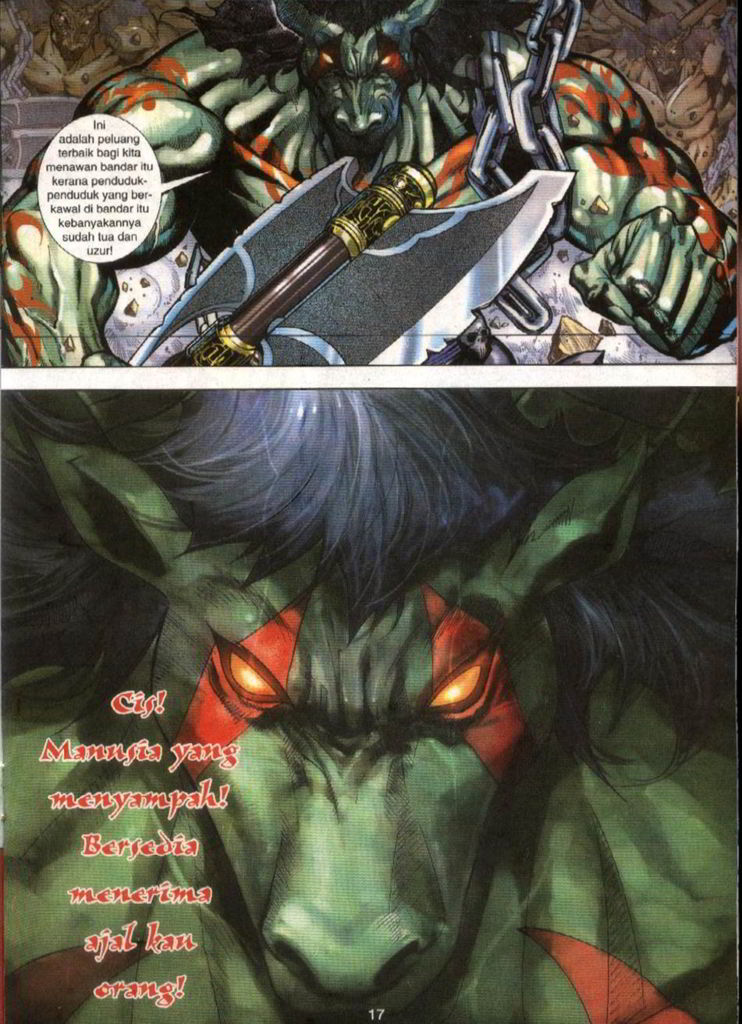 Ini
adalah peluang
terbaik bagi kita
menawan bandar itu
kerana penduduk-
penduduk yang ber-
kawal di bandar itu
kebanyakannya
sudah tua dan
uzur!
Cis!
Manusia yang
menyampah!
Bersedia
menerima
ajal kau
orang!
17